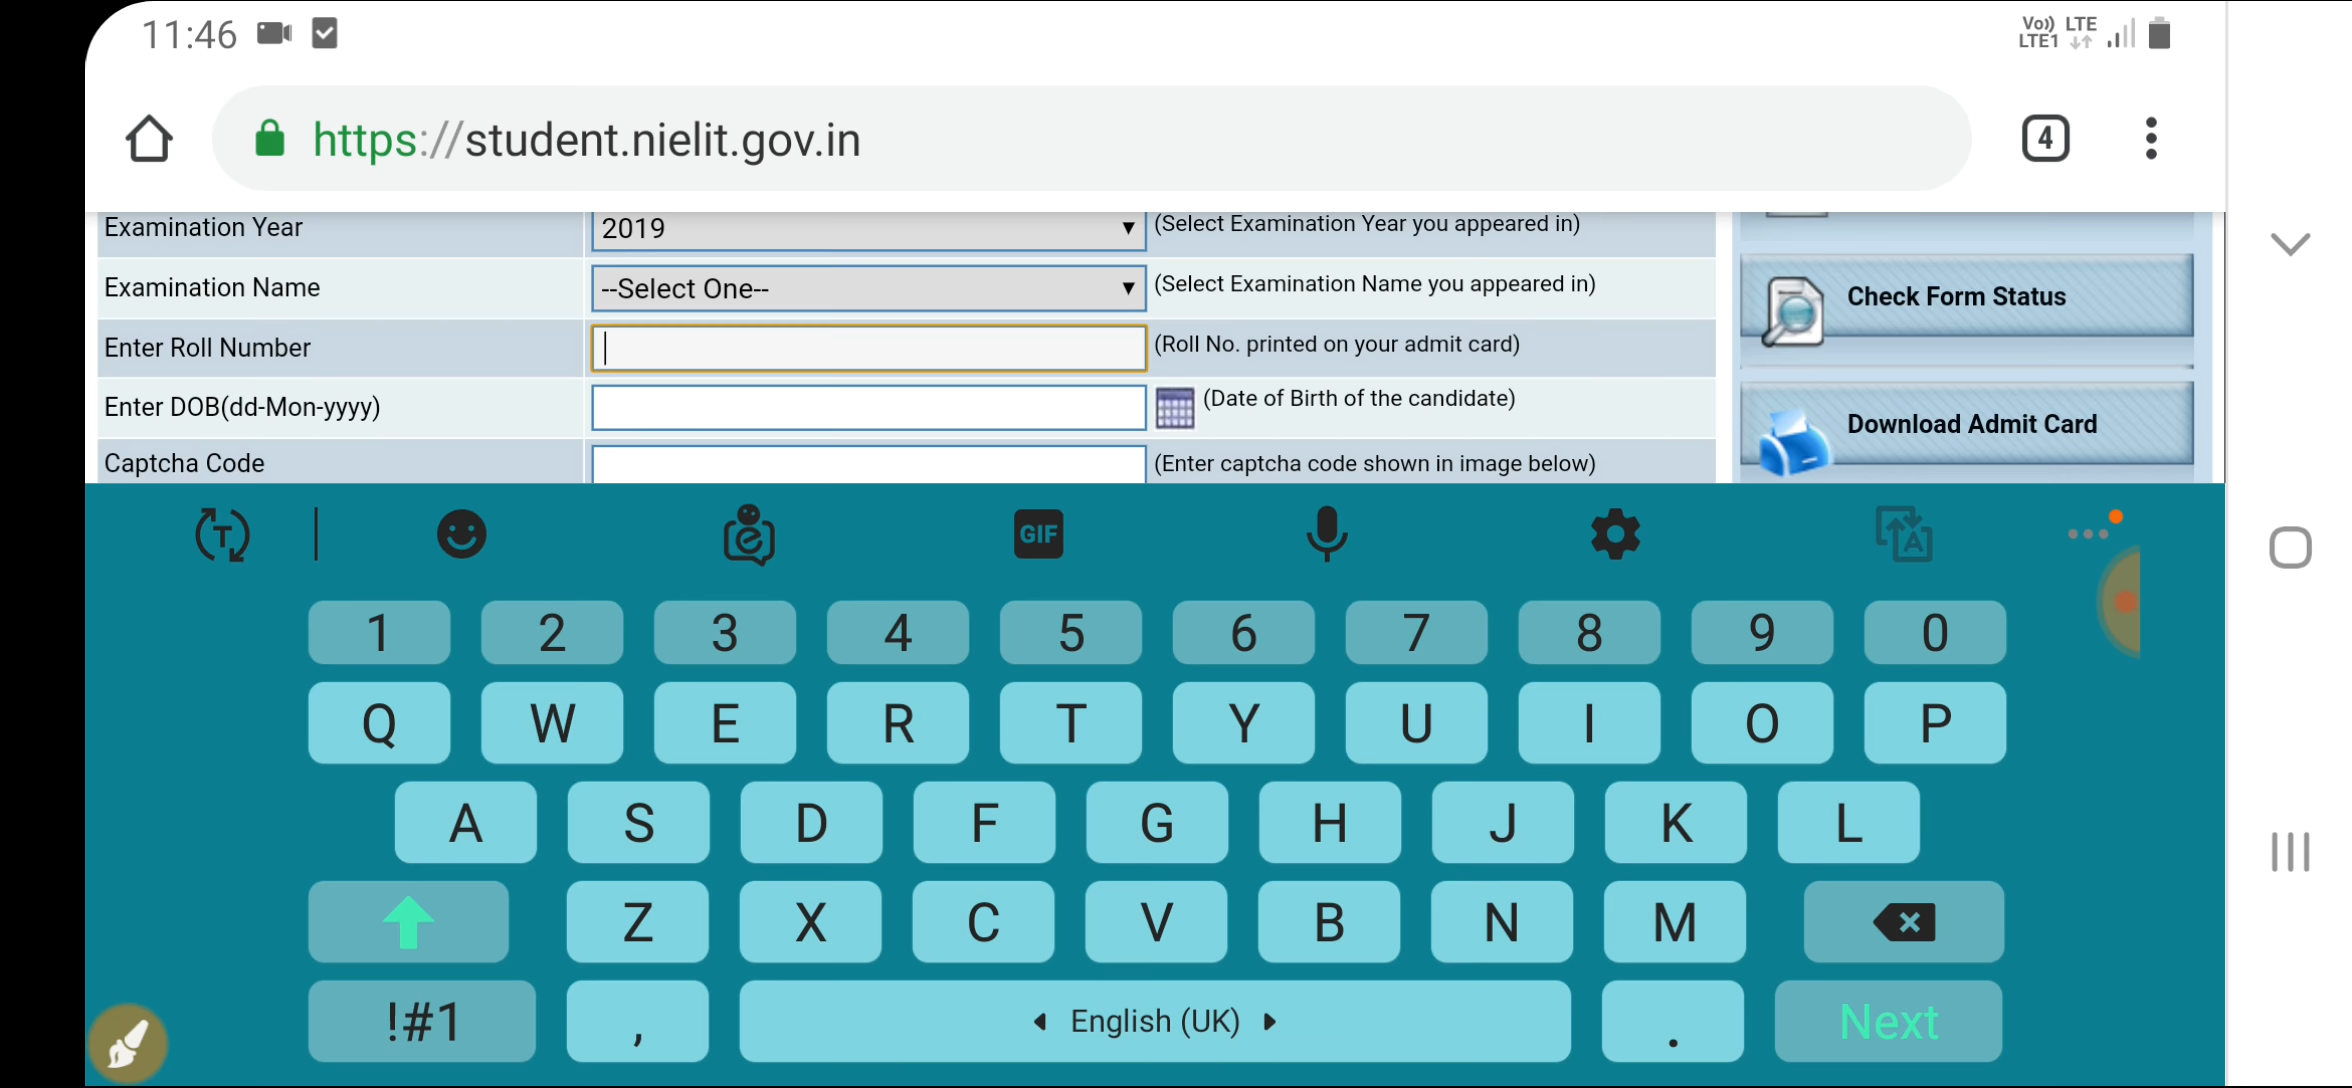 11:46
Vo)) LTE
LTE1
https://student.nielit.gov.in
4
Examination Year
2019
(Select Examination Year you appeared in)
Examination Name
--Select One--
(Select Examination Name you appeared in)
Check Form Status
Enter Roll Number
(Roll No. printed on your admit card)
Enter DOB(dd-Mon-yyyy)
(Date of Birth of the candidate)
Download Admit Card
Captcha Code
(Enter captcha code shown in image below)
T
GIF
A
1 2 3 4 5 6 7 8 9 0
Q W E R T Y U I O P
A S D F G H J K L
Z X C V B N M
!#1 , English (UK) . Next